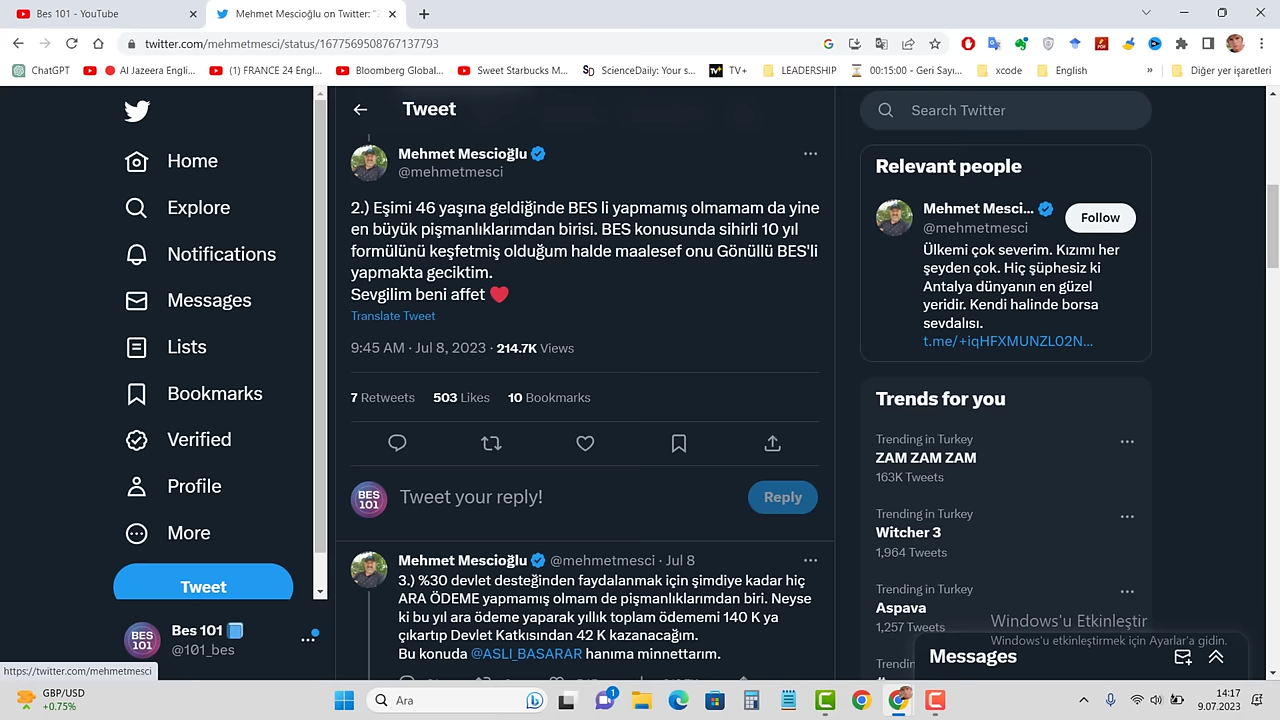 Bes 101 - YouTube
Mehmet Mescioğlu on Twitter: "2
twitter.com/mehmetmesci/status/1677569508767137793
ChatGPT
Al Jazeera Engli...
(1) FRANCE 24 Engl...
Bloomberg Global...
Sweet Starbucks M...
ScienceDaily: Your s...
TV+
LEADERSHIP
00:15:00 - Geri Sayı...
xcode
English
»
Diğer yer işaretleri
Home
Explore
Notifications
Messages
Lists
Bookmarks
Verified
Profile
More
Tweet
BES 101
Bes 101
@101_bes
https://twitter.com/mehmetmesci
Tweet
Mehmet Mescioğlu
@mehmetmesci
2.) Eşimi 46 yaşına geldiğinde BES li yapmamış olmamam da yine
en büyük pişmanlıklarımdan birisi. BES konusunda sihirli 10 yıl
formülünü keşfetmiş olduğum halde maalesef onu Gönüllü BES'li
yapmakta geciktim.
Sevgilim beni affet ❤️
Translate Tweet
9:45 AM · Jul 8, 2023 · 214.7K Views
7 Retweets 503 Likes 10 Bookmarks
BES 101
Tweet your reply!
Reply
Mehmet Mescioğlu @mehmetmesci · Jul 8
3.) %30 devlet desteğinden faydalanmak için şimdiye kadar hiç
ARA ÖDEME yapmamış olmam de pişmanlıklarımdan biri. Neyse
ki bu yıl ara ödeme yaparak yıllık toplam ödememi 140 K ya
çıkartıp Devlet Katkısından 42 K kazanacağım.
Bu konuda @ASLI_BASARAR hanıma minnettarım.
Search Twitter
Relevant people
Mehmet Mesci...
@mehmetmesci
Follow
Ülkemi çok severim. Kızımı her
şeyden çok. Hiç şüphesiz ki
Antalya dünyanın en güzel
yeridir. Kendi halinde borsa
sevdalısı.
t.me/+iqHFXMUNZL02N...
Trends for you
Trending in Turkey
ZAM ZAM ZAM
163K Tweets
Trending in Turkey
Witcher 3
1,964 Tweets
Trending in Turkey
Aspava
1,257 Tweets
Windows'u Etkinleştir
Windows'u etkinleştirmek için Ayarlar'a gidin.
Messages
GBP/USD
+0.75%
Ara
1
14:17
9.07.2023